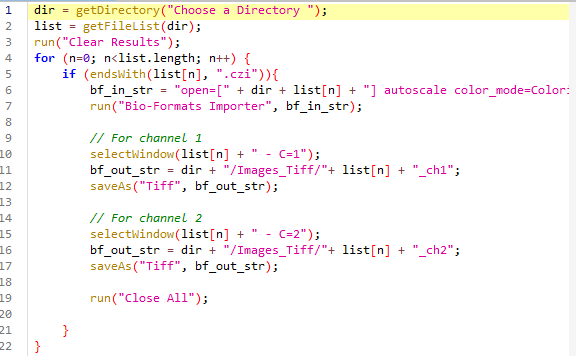 1 dir = getDirectory("Choose a Directory ");
2 list = getFileList(dir);
3 run("Clear Results");
4 for (n=0; n<list.length; n++) {
5 if (endsWith(list[n], ".czi")){
6 bf_in_str = "open=[" + dir + list[n] + "] autoscale color_mode=Colori
7 run("Bio-Formats Importer", bf_in_str);
8
9 // For channel 1
10 selectWindow(list[n] + " - C=1");
11 bf_out_str = dir + "/Images_Tiff/"+ list[n] + "_ch1";
12 saveAs("Tiff", bf_out_str);
13
14 // For channel 2
15 selectWindow(list[n] + " - C=2");
16 bf_out_str = dir + "/Images_Tiff/"+ list[n] + "_ch2";
17 saveAs("Tiff", bf_out_str);
18
19 run("Close All");
20
21 }
22 }